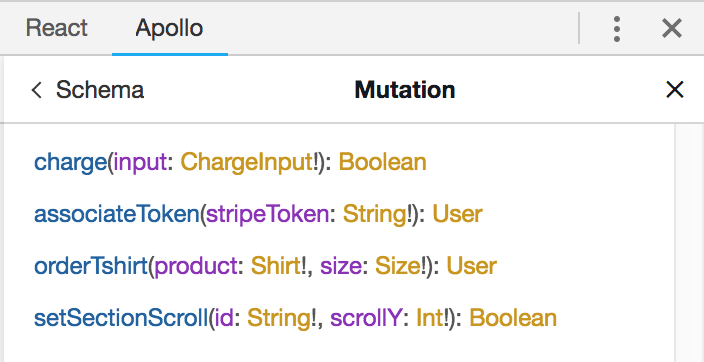 React Apollo
Schema Mutation
charge(input: ChargeInput!): Boolean
associateToken(stripeToken: String!): User
orderTshirt(product: Shirt!, size: Size!): User
setSectionScroll(id: String!, scrollY: Int!): Boolean